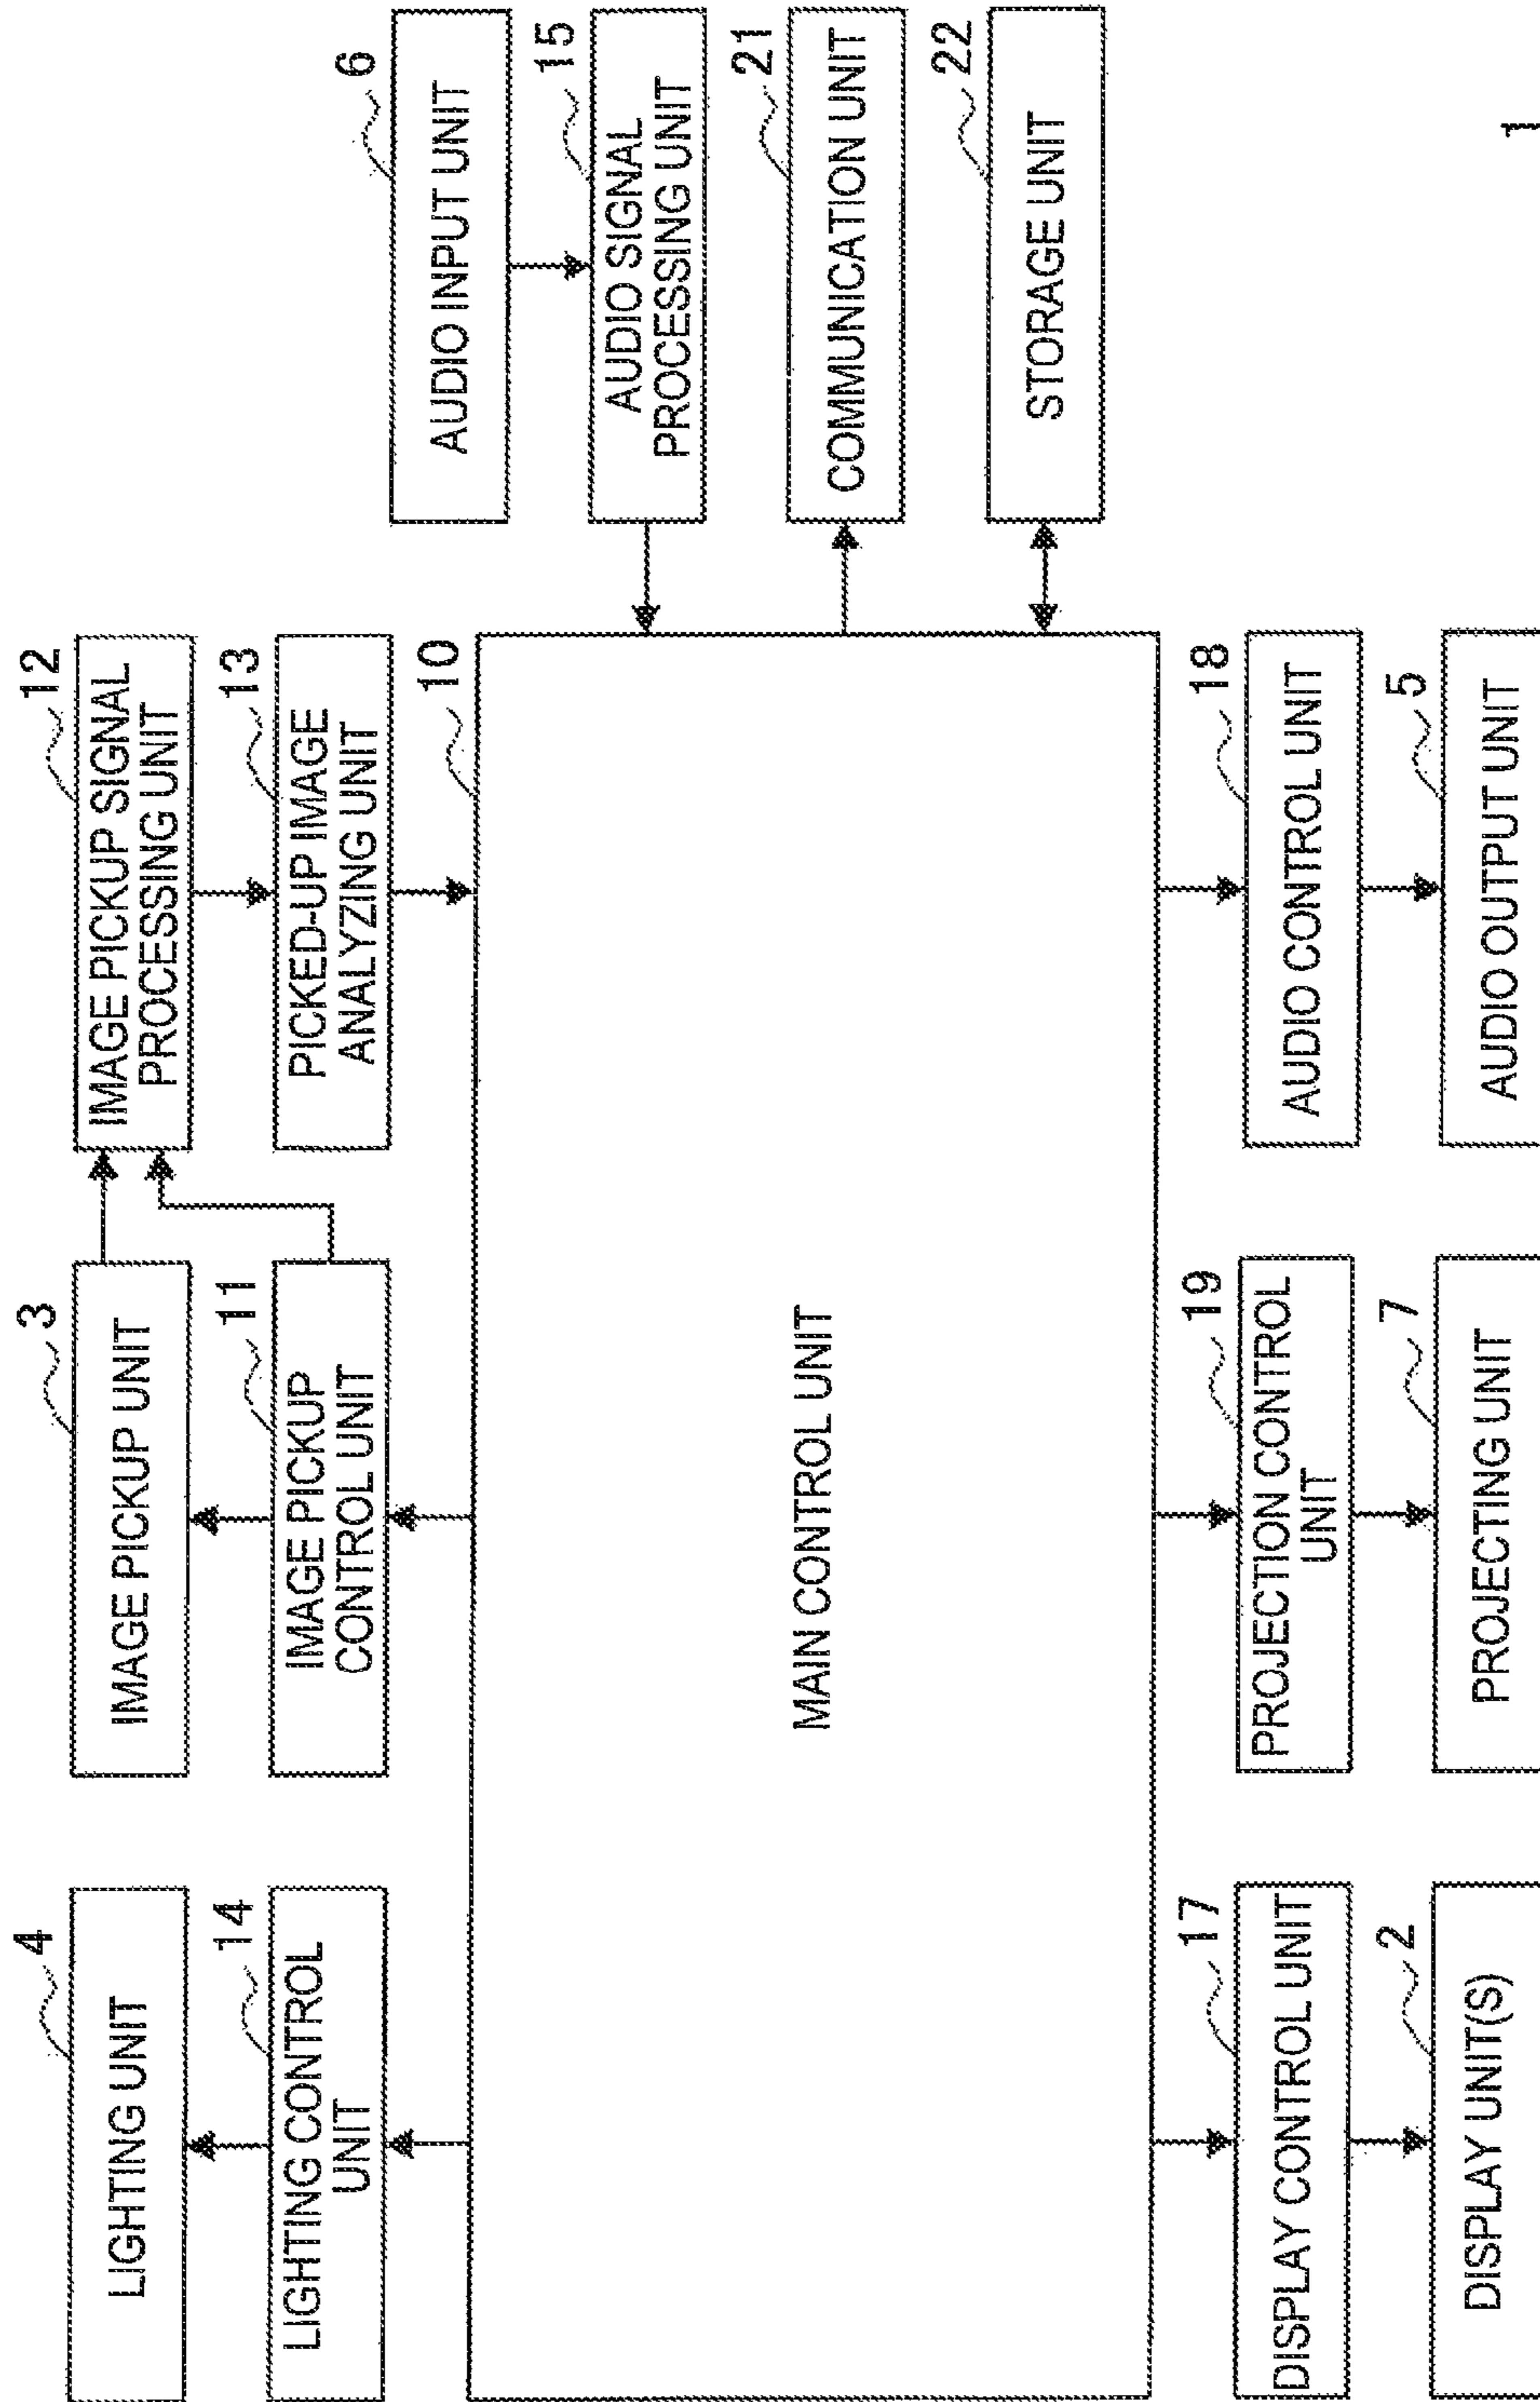 4
LIGHTING UNIT
3
IMAGE PICKUP UNIT
12
IMAGE PICKUP SIGNAL
PROCESSING UNIT
14
LIGHTING CONTROL
UNIT
11
IMAGE PICKUP
CONTROL UNIT
13
PICKED-UP IMAGE
ANALYZING UNIT
10
MAIN CONTROL UNIT
6
AUDIO INPUT UNIT
15
AUDIO SIGNAL
PROCESSING UNIT
21
COMMUNICATION UNIT
22
STORAGE UNIT
17
DISPLAY CONTROL UNIT
19
PROJECTION CONTROL
UNIT
18
AUDIO CONTROL UNIT
2
DISPLAY UNIT(S)
7
PROJECTING UNIT
5
AUDIO OUTPUT UNIT
1